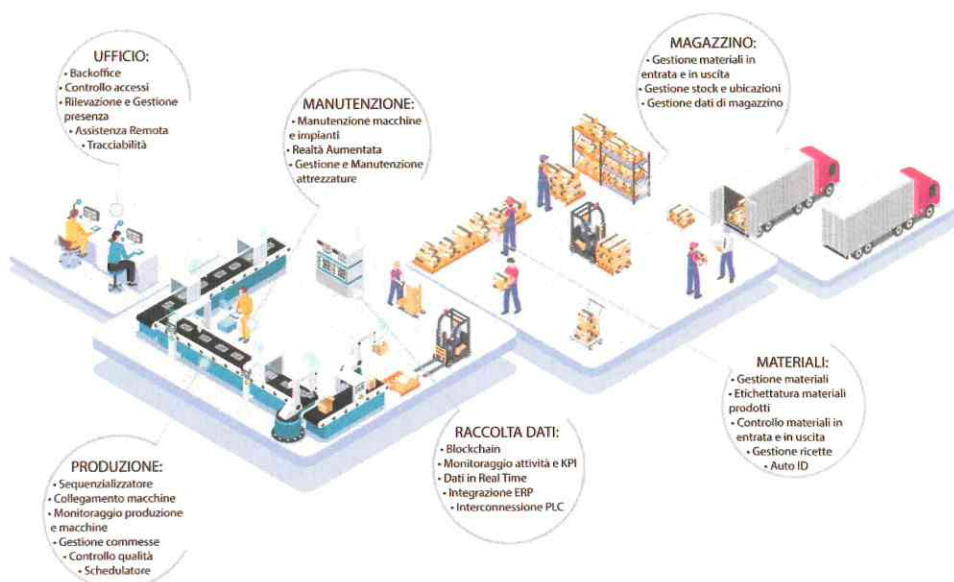 UFFICIO:
• Backoffice
• Controllo accessi
• Rilevazione e Gestione
presenza
• Assistenza Remota
• Tracciabilità
MANUTENZIONE:
• Manutenzione macchine
e impianti
• Realtà Aumentata
• Gestione e Manutenzione
attrezzature
MAGAZZINO:
• Gestione materiali in
entrata e in uscita
• Gestione stock e ubicazioni
• Gestione dati di magazzino
PRODUZIONE:
• Sequenzializzatore
• Collegamento macchine
• Monitoraggio produzione
e macchine
• Gestione commesse
• Controllo qualità
• Schedulatore
RACCOLTA DATI:
• Blockchain
• Monitoraggio attività e KPI
• Dati in Real Time
• Integrazione ERP
• Interconnessione PLC
MATERIALI:
• Gestione materiali
• Etichettatura materiali
prodotti
• Controllo materiali in
entrata e in uscita
• Gestione ricette
• Auto ID